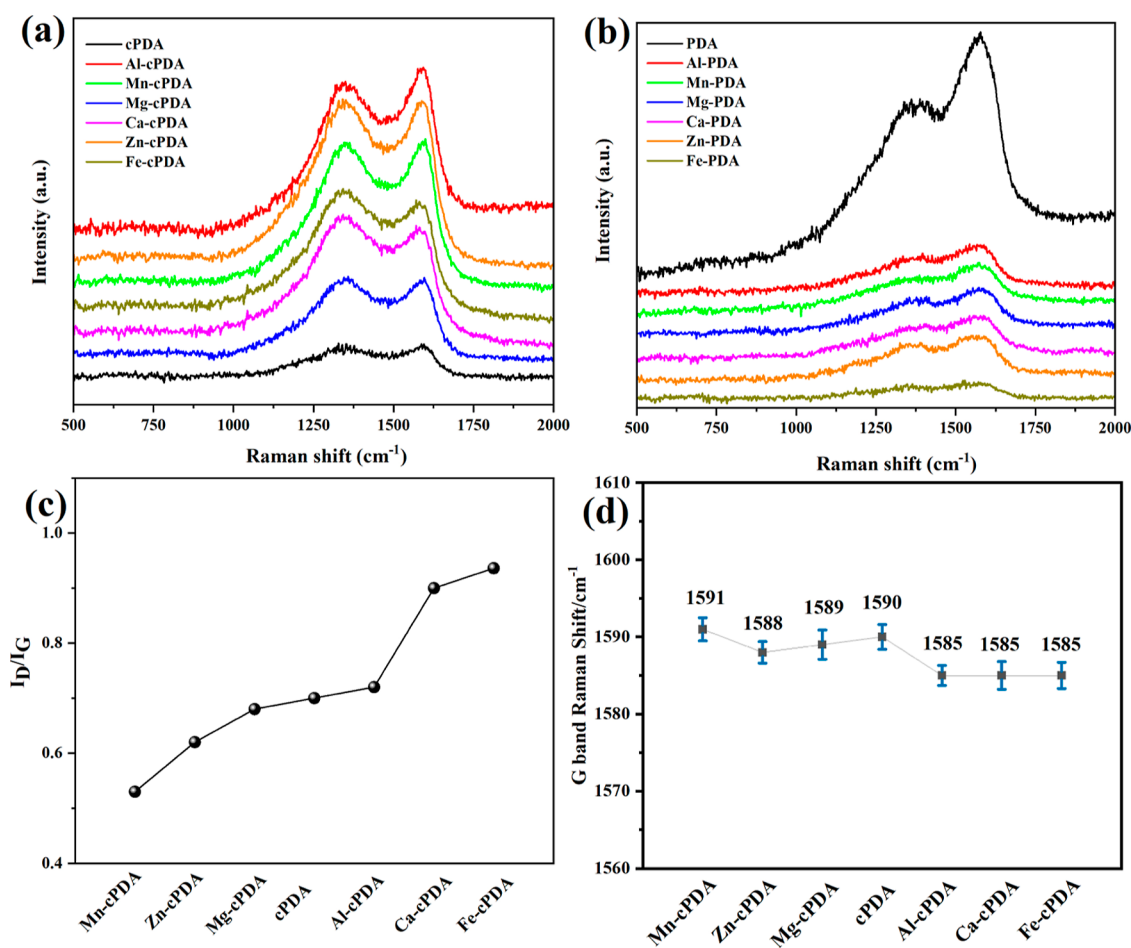 (a)
cPDA
Al-cPDA
Mn-cPDA
Mg-cPDA
Ca-cPDA
Zn-cPDA
Fe-cPDA
Intensity (a.u.)
500 750 1000 1250 1500 1750 2000
Raman shift (cm-1)
(b)
PDA
Al-PDA
Mn-PDA
Mg-PDA
Ca-PDA
Zn-PDA
Fe-PDA
Intensity (a.u.)
500 750 1000 1250 1500 1750 2000
Raman shift (cm-1)
(c)
ID/IG
1.0
0.8
0.6
0.4
Mn-cPDA Zn-cPDA Mg-cPDA cPDA Al-cPDA Ca-cPDA Fe-cPDA
(d)
G band Raman Shift/cm-1
1610
1600
1590
1580
1570
1560
1591 1588 1589 1590 1585 1585 1585
Mn-cPDA Zn-cPDA Mg-cPDA cPDA Al-cPDA Ca-cPDA Fe-cPDA